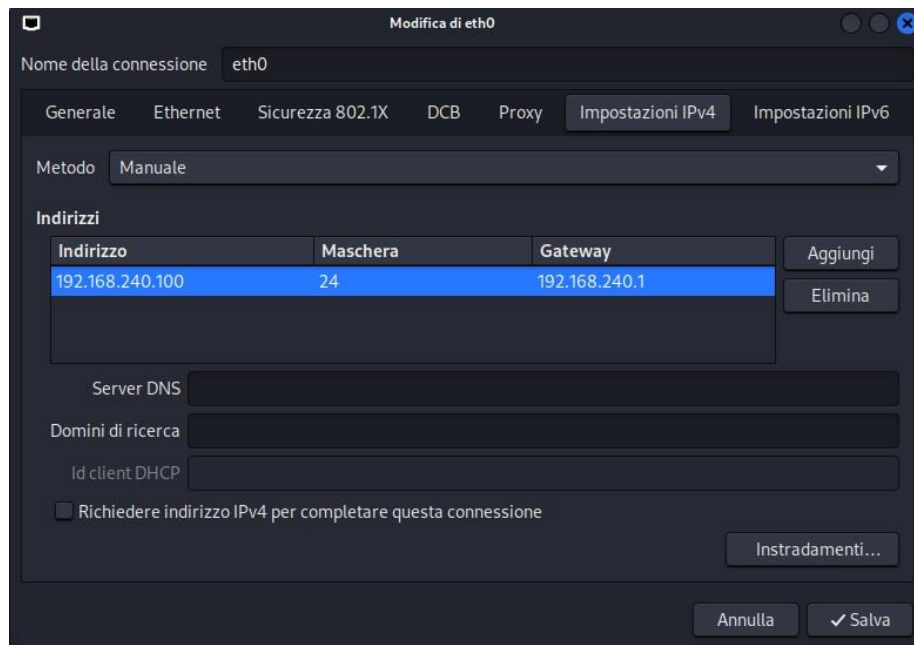 Modifica di eth0
Nome della connessione eth0
Generale Ethernet Sicurezza 802.1X DCB Proxy Impostazioni IPv4 Impostazioni IPv6
Metodo Manuale
Indirizzi
Indirizzo Maschera Gateway
192.168.240.100 24 192.168.240.1
Aggiungi
Elimina
Server DNS
Domini di ricerca
Id client DHCP
Richiedere indirizzo IPv4 per completare questa connessione
Instradamenti...
Annulla Salva